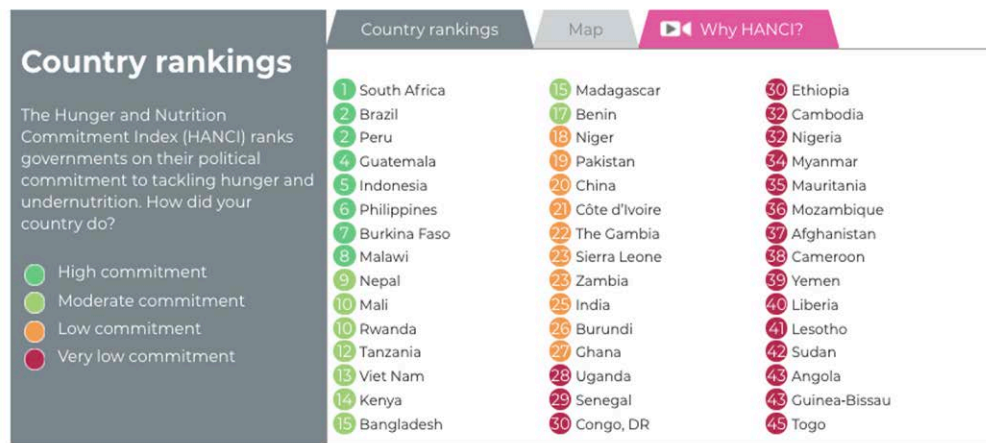 Country rankings
Map
Why HANCI?
Country rankings
The Hunger and Nutrition
Commitment Index (HANCI) ranks
governments on their political
commitment to tackling hunger and
undernutrition. How did your
country do?
High commitment
Moderate commitment
Low commitment
Very low commitment
1 South Africa
2 Brazil
2 Peru
4 Guatemala
5 Indonesia
6 Philippines
7 Burkina Faso
8 Malawi
9 Nepal
10 Mali
10 Rwanda
12 Tanzania
13 Viet Nam
14 Kenya
15 Bangladesh
15 Madagascar
17 Benin
18 Niger
19 Pakistan
20 China
21 Côte d'Ivoire
22 The Gambia
23 Sierra Leone
23 Zambia
25 India
26 Burundi
27 Ghana
28 Uganda
29 Senegal
30 Congo, DR
30 Ethiopia
32 Cambodia
32 Nigeria
34 Myanmar
35 Mauritania
36 Mozambique
37 Afghanistan
38 Cameroon
39 Yemen
40 Liberia
41 Lesotho
42 Sudan
43 Angola
43 Guinea-Bissau
45 Togo